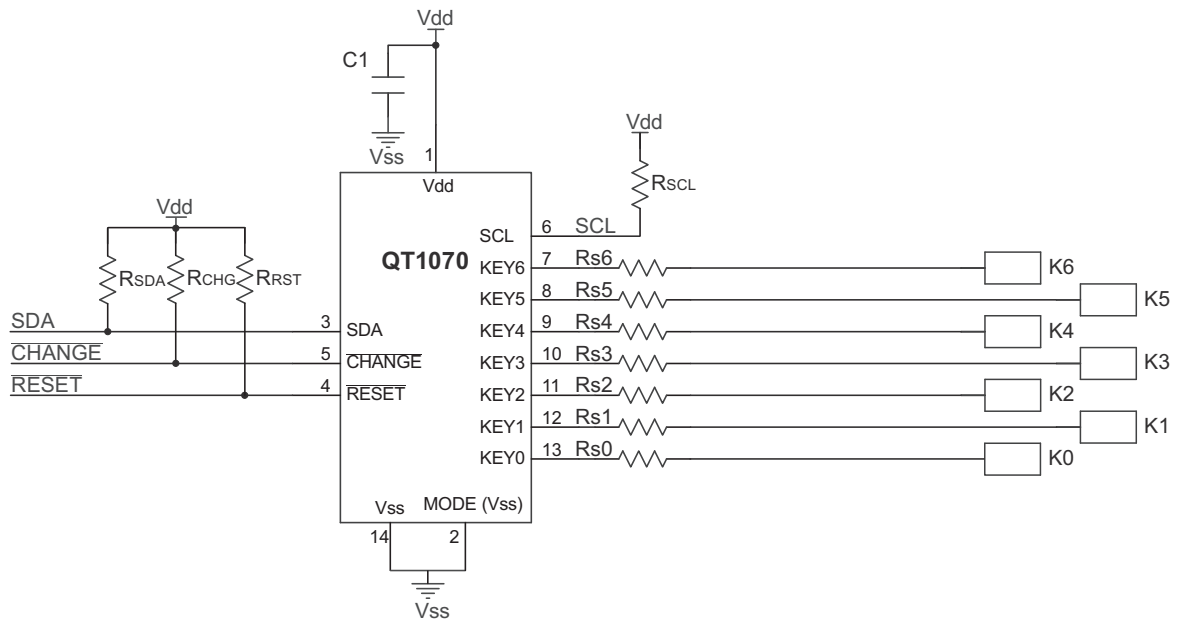 Vdd
C1
Vss
1
Vdd
Vdd
RSCL
Vdd
RSDA RCHG RRST
QT1070
SCL 6 SCL
KEY6 7 Rs6 K6
KEY5 8 Rs5 K5
KEY4 9 Rs4 K4
KEY3 10 Rs3 K3
KEY2 11 Rs2 K2
KEY1 12 Rs1 K1
KEY0 13 Rs0 K0
SDA 3 SDA
CHANGE 5 CHANGE
RESET 4 RESET
Vss MODE (Vss)
14 2
Vss